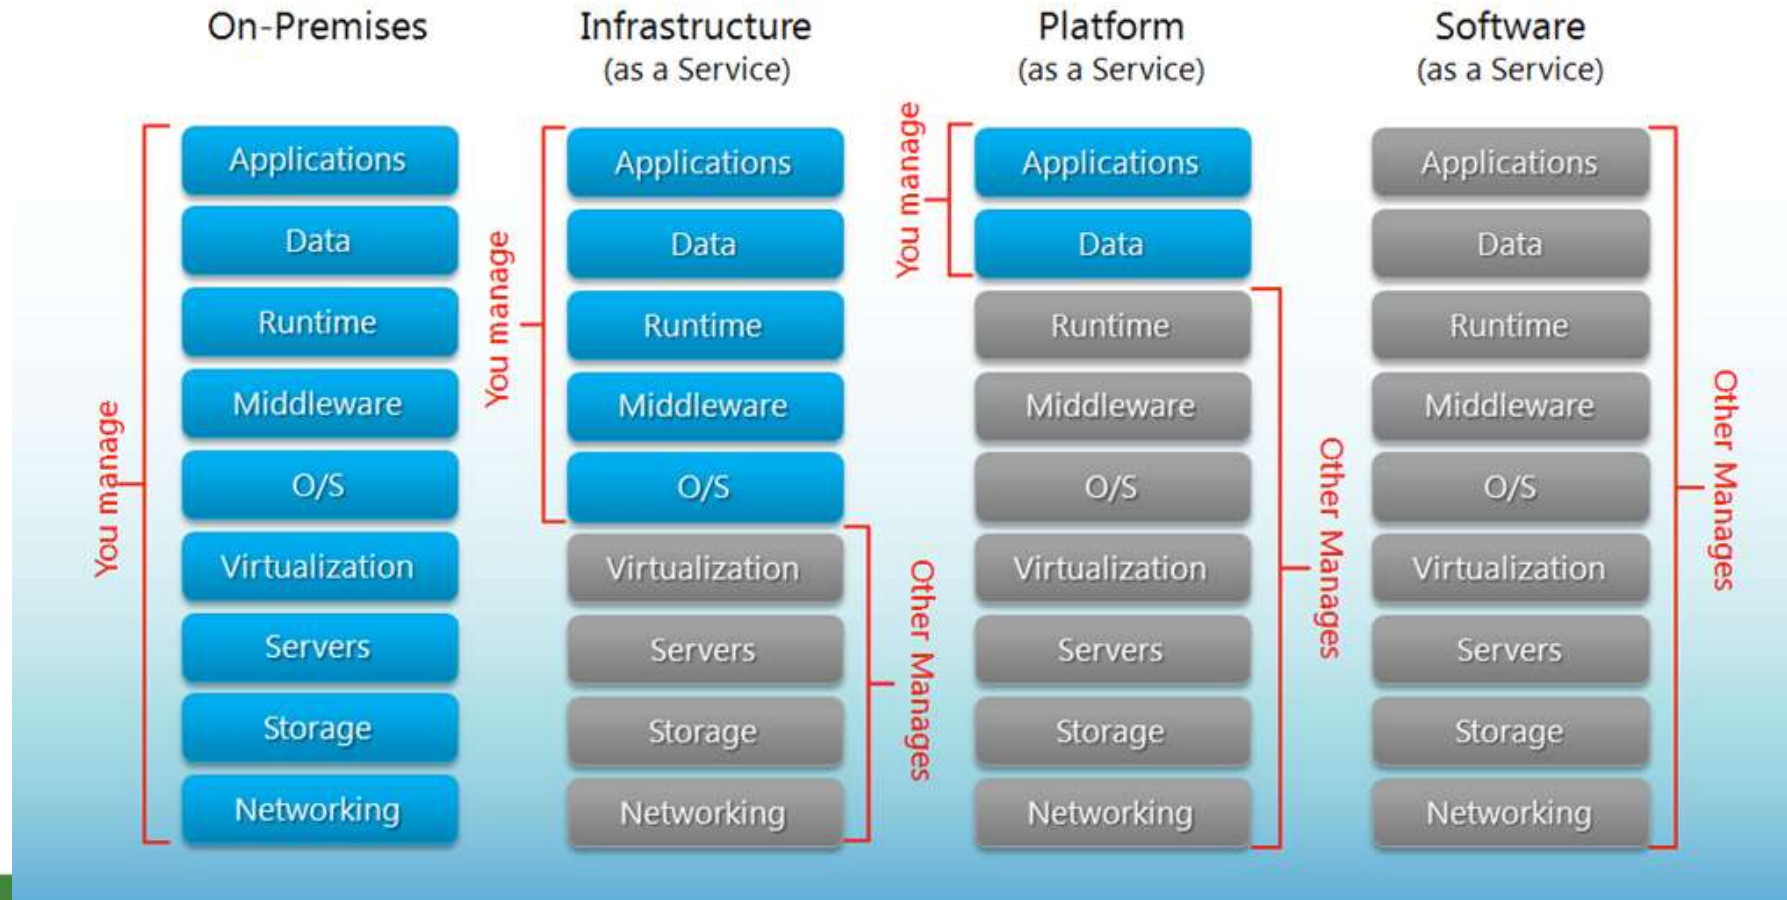 On-Premises
You manage
Applications
Data
Runtime
Middleware
O/S
Virtualization
Servers
Storage
Networking
Infrastructure
(as a Service)
You manage
Applications
Data
Runtime
Middleware
O/S
Virtualization
Servers
Storage
Networking
Other Manages
Platform
(as a Service)
You manage
Applications
Data
Runtime
Middleware
O/S
Virtualization
Servers
Storage
Networking
Other Manages
Software
(as a Service)
Applications
Data
Runtime
Middleware
O/S
Virtualization
Servers
Storage
Networking
Other Manages